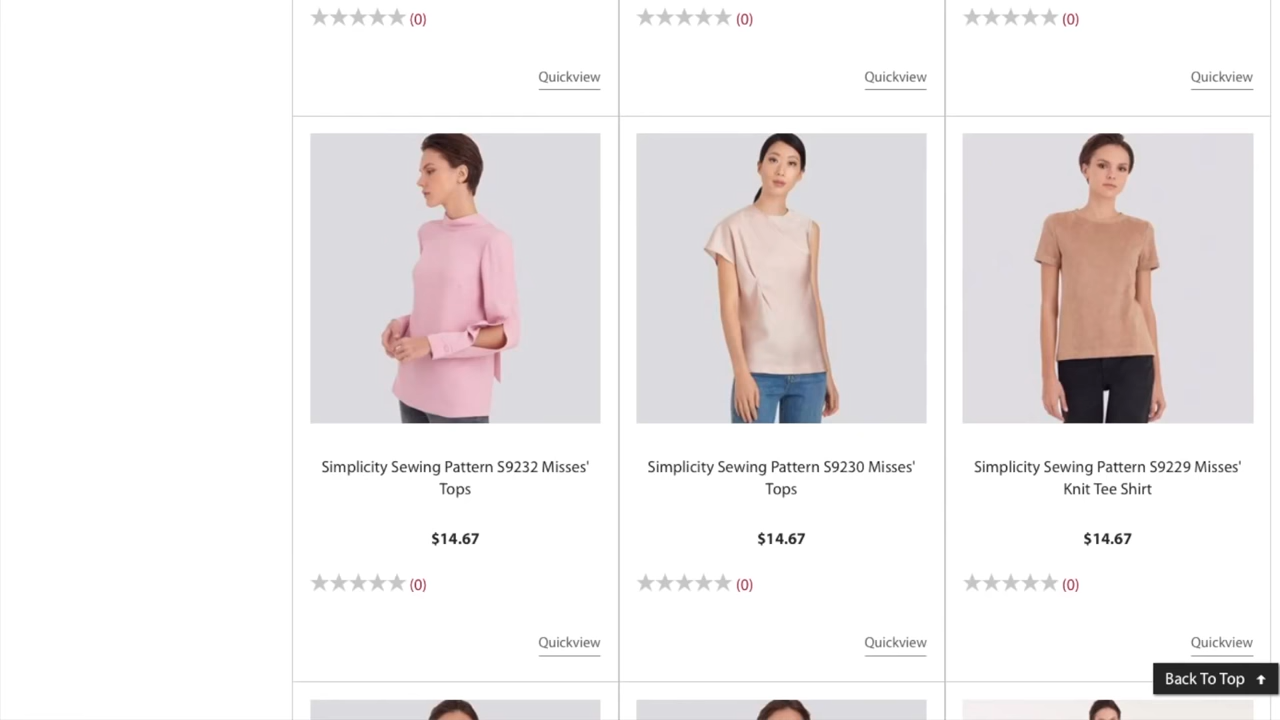 (0) (0) (0)
Quickview Quickview Quickview
Simplicity Sewing Pattern S9232 Misses'
Tops
Simplicity Sewing Pattern S9230 Misses'
Tops
Simplicity Sewing Pattern S9229 Misses'
Knit Tee Shirt
$14.67 $14.67 $14.67
(0) (0) (0)
Quickview Quickview Quickview
Back To Top